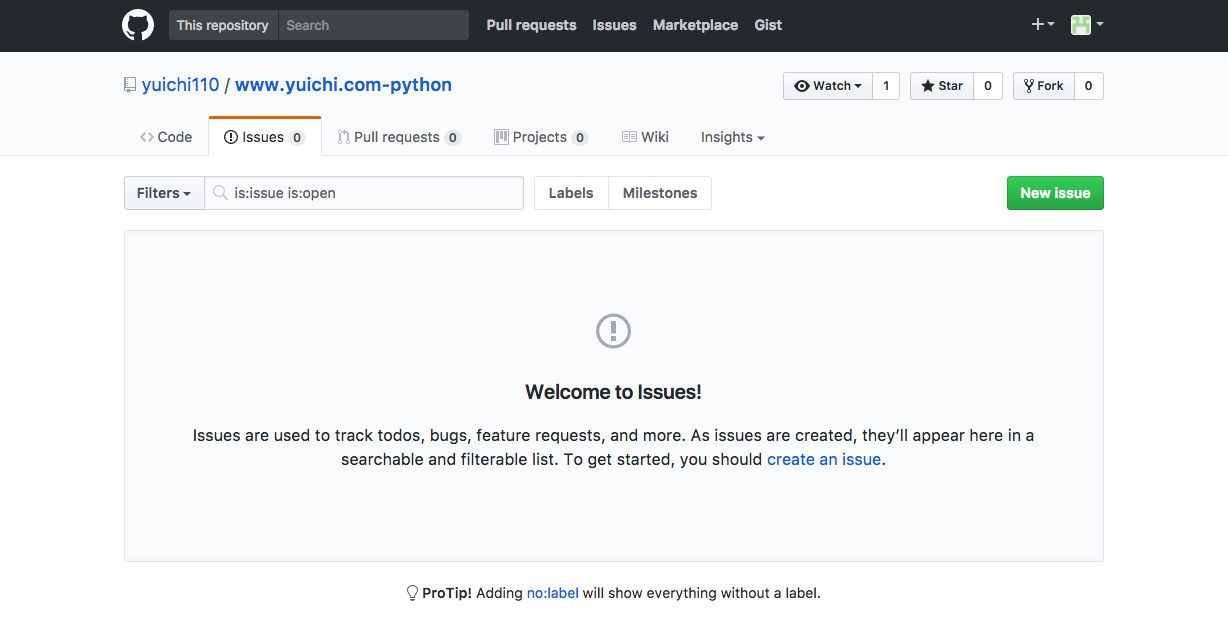 This repository Search Pull requests Issues Marketplace Gist
yuichi110 / www.yuichi.com-python Watch 1 Star 0 Fork 0
Code Issues 0 Pull requests 0 Projects 0 Wiki Insights
Filters is:issue is:open Labels Milestones New issue
Welcome to Issues!
Issues are used to track todos, bugs, feature requests, and more. As issues are created, they’ll appear here in a
searchable and filterable list. To get started, you should create an issue.
ProTip! Adding no:label will show everything without a label.